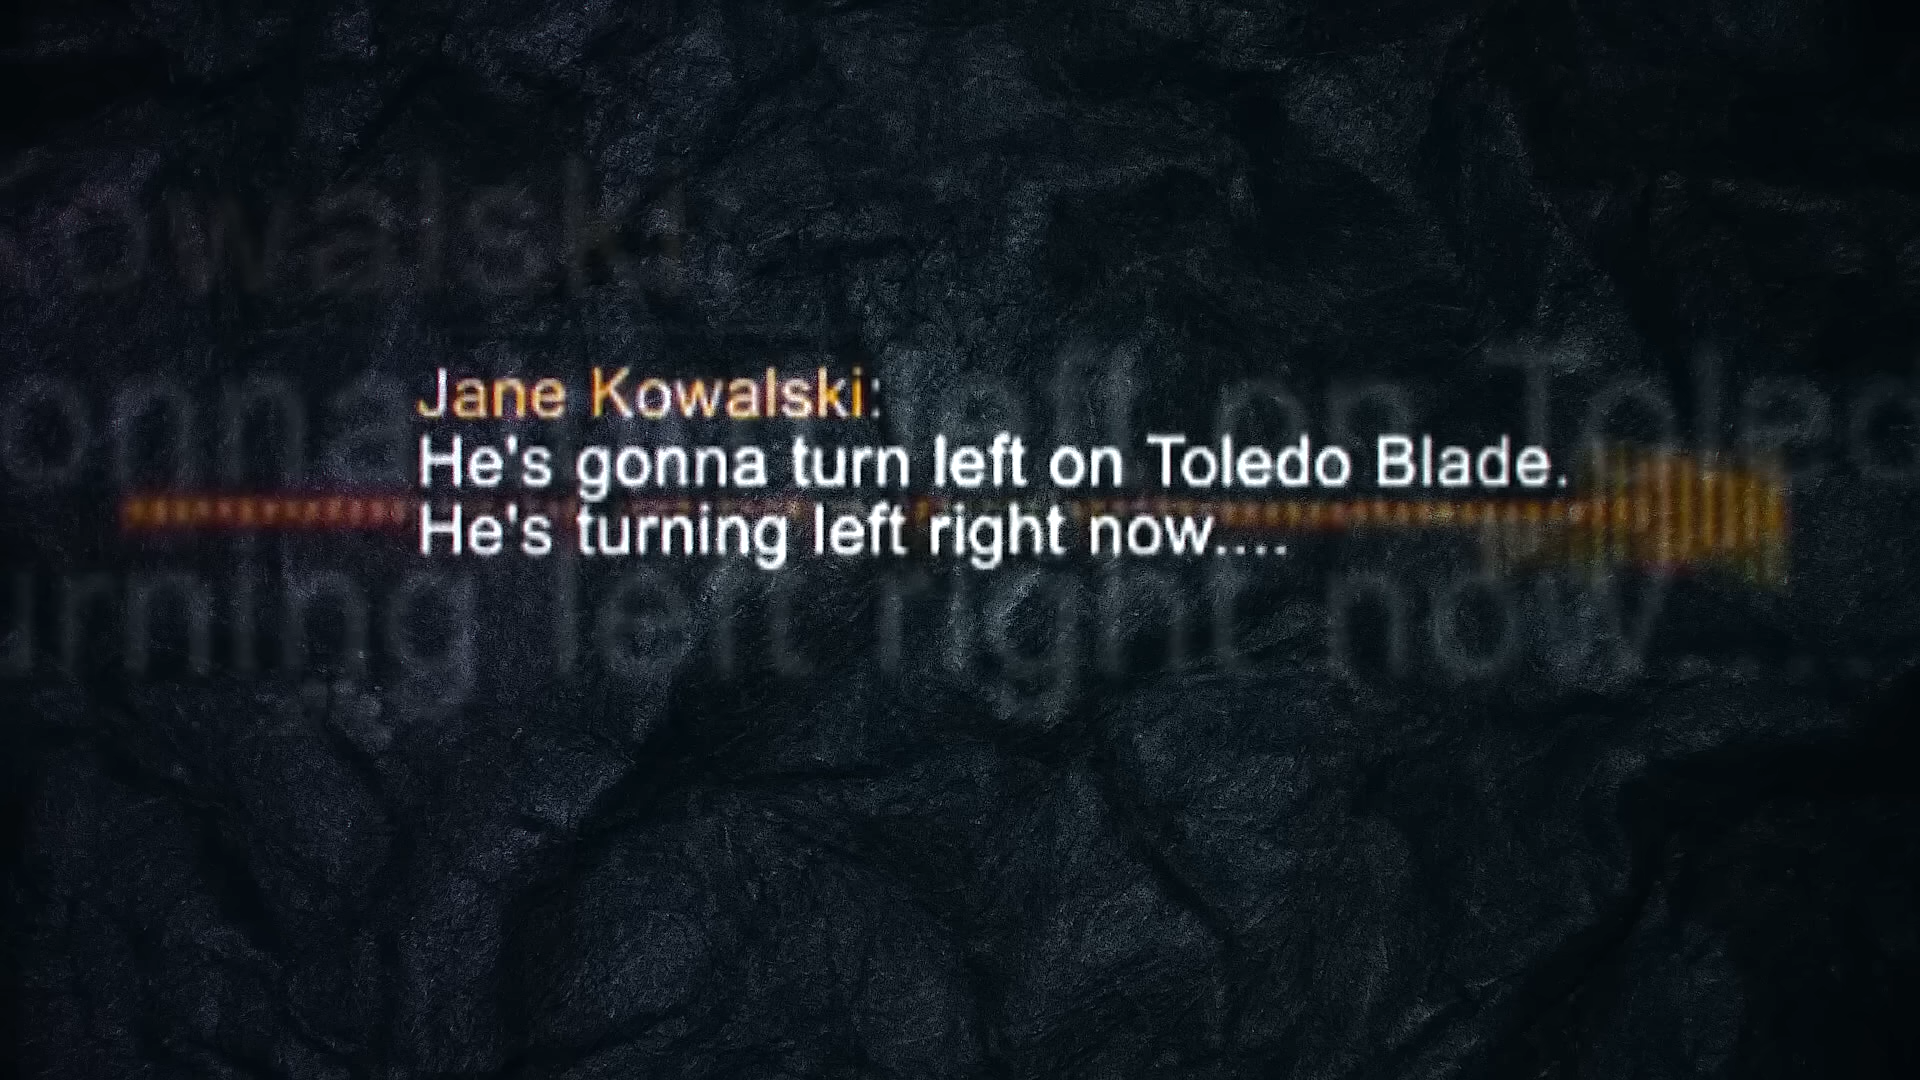 Jane Kowalski:
He's gonna turn left on Toledo Blade.
He's turning left right now....